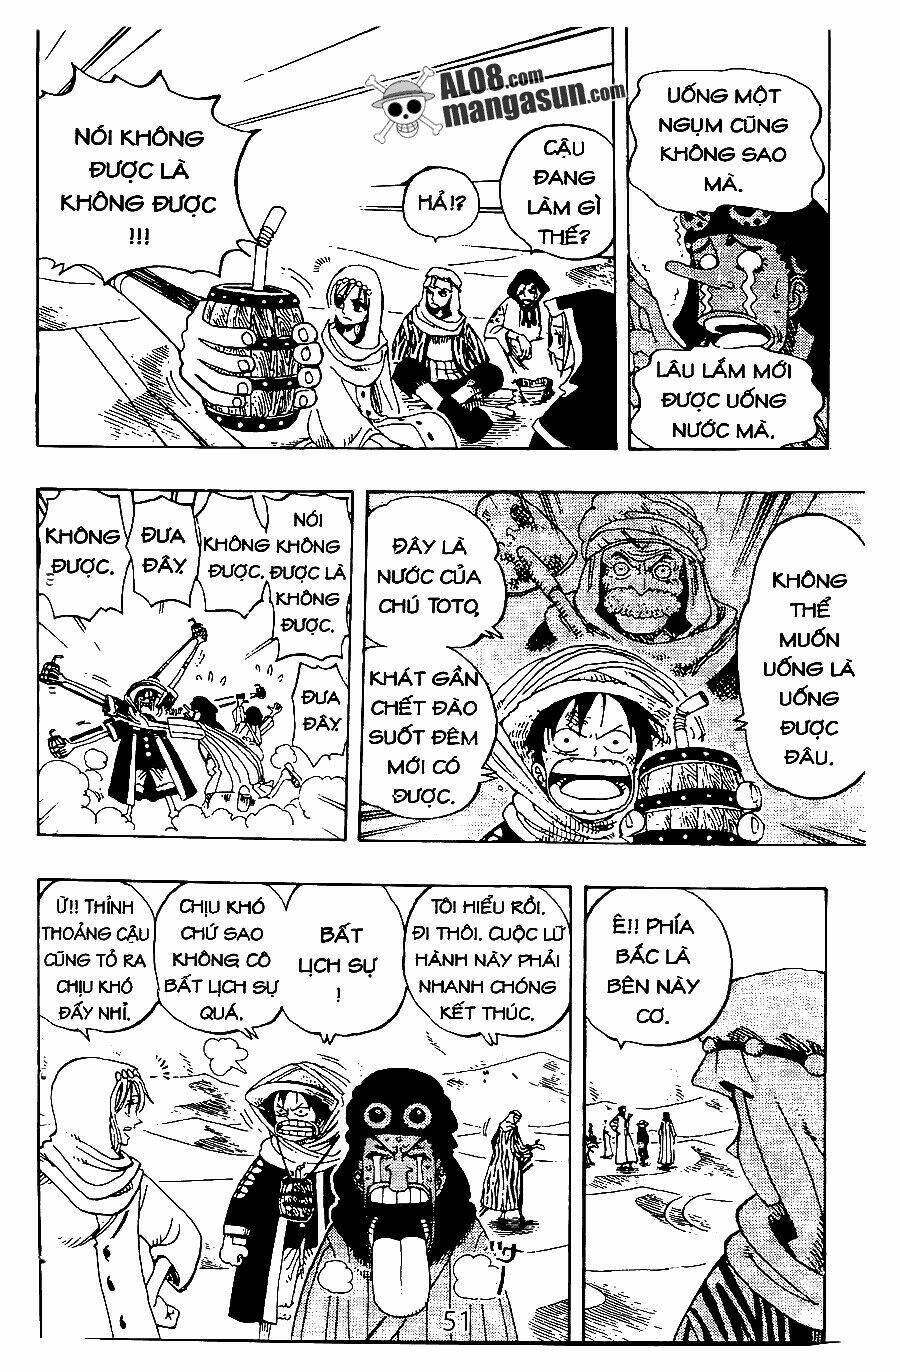 AL08.com
mangasun.com
UỐNG MỘT
NGỤM CŨNG
KHÔNG SAO
MÀ.
LÂU LẮM MỚI
ĐƯỢC UỐNG
NƯỚC MÀ.
CẬU
ĐANG
LÀM GÌ
THẾ?
HẢ!?
NÓI KHÔNG
ĐƯỢC LÀ
KHÔNG ĐƯỢC
!!!
KHÔNG
THỂ
MUỐN
UỐNG LÀ
UỐNG
ĐƯỢC
ĐÂU.
ĐÂY LÀ
NƯỚC CỦA
CHÚ TOTO,
KHÁT GẦN
CHẾT ĐÀO
SUỐT ĐÊM
MỚI CÓ
ĐƯỢC.
NÓI
KHÔNG
ĐƯỢC LÀ
KHÔNG
ĐƯỢC.
KHÔNG
ĐƯỢC.
ĐƯA
ĐÂY.
KHÔNG
ĐƯỢC.
ĐƯA
ĐÂY.
Ê!! PHÍA
BẮC LÀ
BÊN NÀY
CƠ.
TÔI HIỂU RỒI.
ĐI THÔI. CUỘC LỮ
HÀNH NÀY PHẢI
NHANH CHÓNG
KẾT THÚC.
BẤT
LỊCH SỰ
!
CHỊU KHÓ
CHỨ SAO
KHÔNG, CÔ
BẤT LỊCH SỰ
QUÁ.
Ừ!! THỈNH
THOẢNG CẬU
CŨNG TỎ RA
CHỊU KHÓ
ĐẤY NHỈ.
51